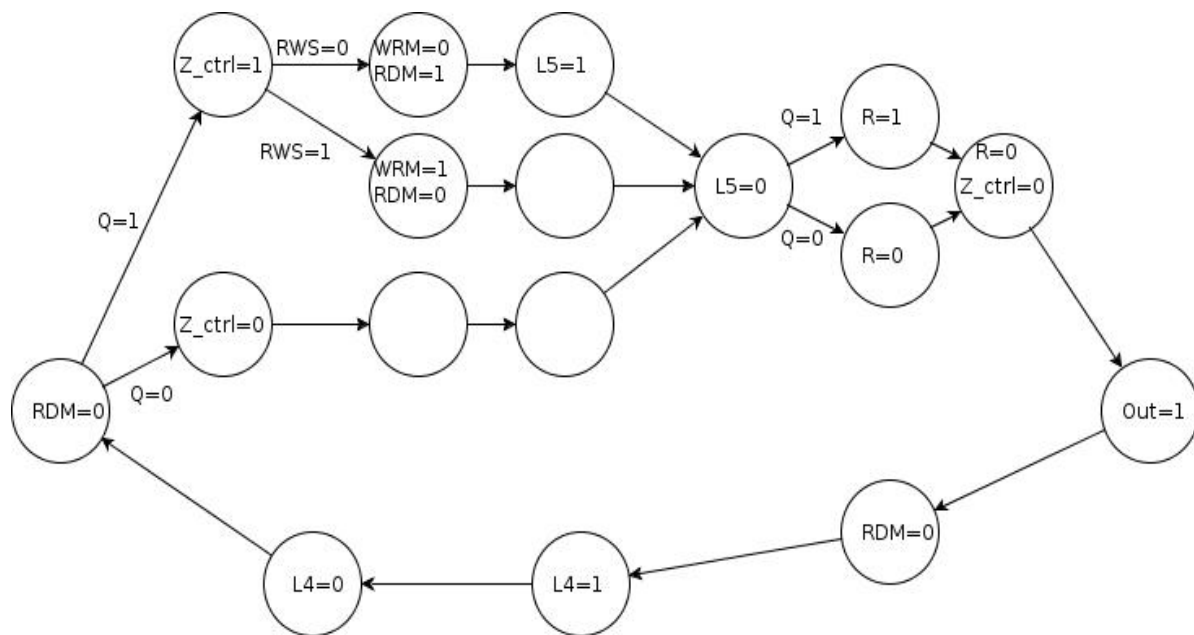 Z_ctrl=1
RWS=0
WRM=0
RDM=1
L5=1
RWS=1
WRM=1
RDM=0
L5=0
Q=1
R=1
R=0
Z_ctrl=0
Q=0
R=0
Q=1
Z_ctrl=0
Q=0
RDM=0
Out=1
RDM=0
L4=1
L4=0